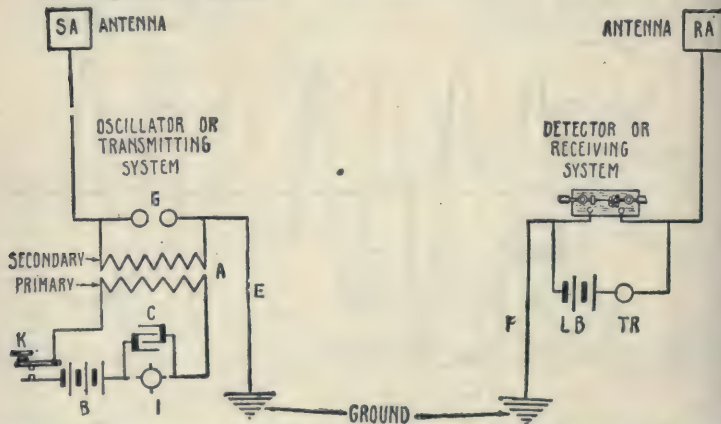 SA ANTENNA
ANTENNA RA
OSCILLATOR OR
TRANSMITTING
SYSTEM
DETECTOR OR
RECEIVING
SYSTEM
G
SECONDARY
PRIMARY
A
E
C
K
B
I
F
LB
TR
GROUND